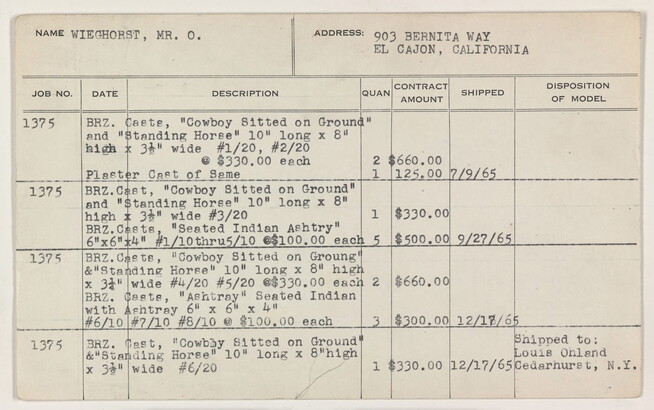 NAME WIEGHORST, MR. O. ADDRESS: 903 BERNITA WAY
EL CAJON, CALIFORNIA
JOB NO. DATE DESCRIPTION QUAN CONTRACT AMOUNT SHIPPED DISPOSITION OF MODEL
1375 BRZ. Casts, "Cowboy Sitted on Ground"
and "Standing Horse" 10" long x 8"
high x 3½" wide #1/20, #2/20
@ $330.00 each 2 $660.00
Plaster Cast of Same 1 125.00 7/9/65
1375 BRZ.Cast, "Cowboy Sitted on Ground"
and "Standing Horse" 10" long x 8"
high x 3½" wide #3/20 1 $330.00
BRZ.Casts, "Seated Indian Ashtry"
6"x6"x4" #1/10thru5/10 @$100.00 each 5 $500.00 9/27/65
1375 BRZ.Casts, "Cowboy Sitted on Groung"
&"Standing Horse" 10" long x 8" high
x 3½" wide #4/20 #5/20 @$330.00 each 2 $660.00
BRZ. Casts, "Ashtray" Seated Indian
with Ashtray 6" x 6" x 4"
#6/10 #7/10 #8/10 @ $100.00 each 3 $300.00 12/17/65
1375 BRZ. Cast, "Cowboy Sitted on Ground" Shipped to:
&"Standing Horse" 10" long x 8"high Louis Onland
x 3½" wide #6/20 1 $330.00 12/17/65 Cedarhurst, N.Y.